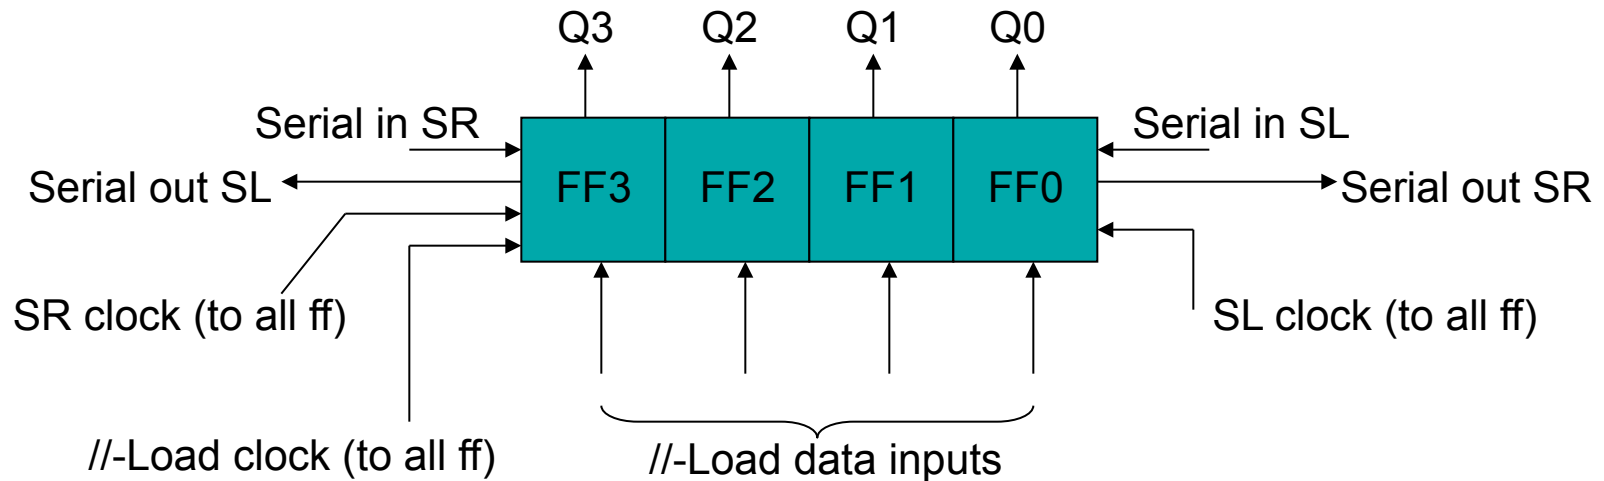 Q3 Q2 Q1 Q0
Serial in SR Serial in SL
Serial out SL FF3 FF2 FF1 FF0 Serial out SR
SR clock (to all ff) SL clock (to all ff)
//-Load clock (to all ff) //-Load data inputs